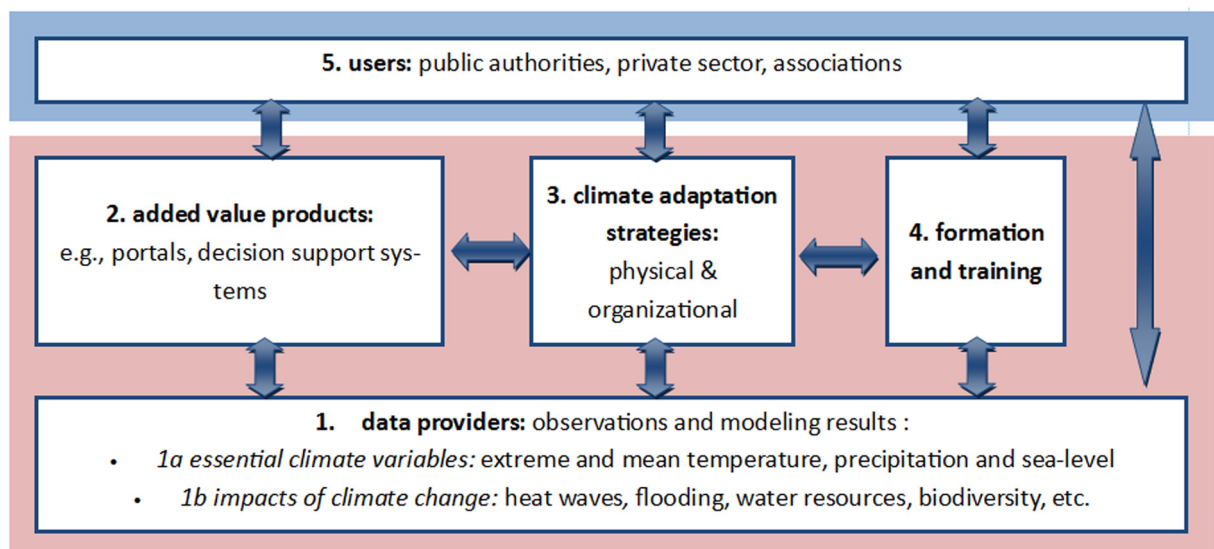 5. users: public authorities, private sector, associations
2. added value products:
e.g., portals, decision support sys-
tems
3. climate adaptation
strategies:
physical &
organizational
4. formation
and training
1. data providers: observations and modeling results :
• 1a essential climate variables: extreme and mean temperature, precipitation and sea-level
• 1b impacts of climate change: heat waves, flooding, water resources, biodiversity, etc.